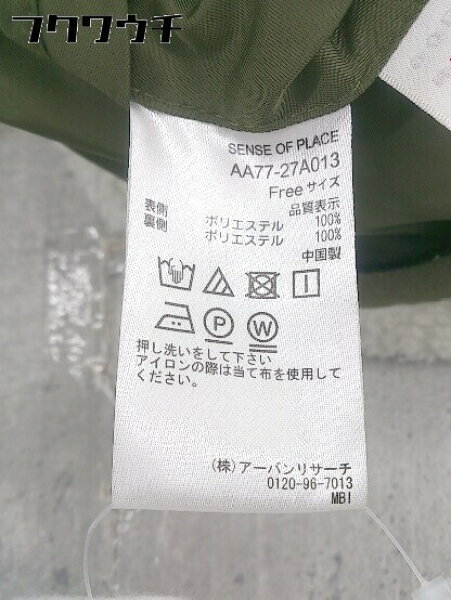 フクワウチ
SENSE OF PLACE
AA77-27A013
Freeサイズ
品質表示
表側 ポリエステル 100%
裏側 ポリエステル 100%
中国製
P W
押し洗いをして下さい
アイロンの際は当て布を使用して
ください。
(株)アーバンリサーチ
0120-96-7013
MBI